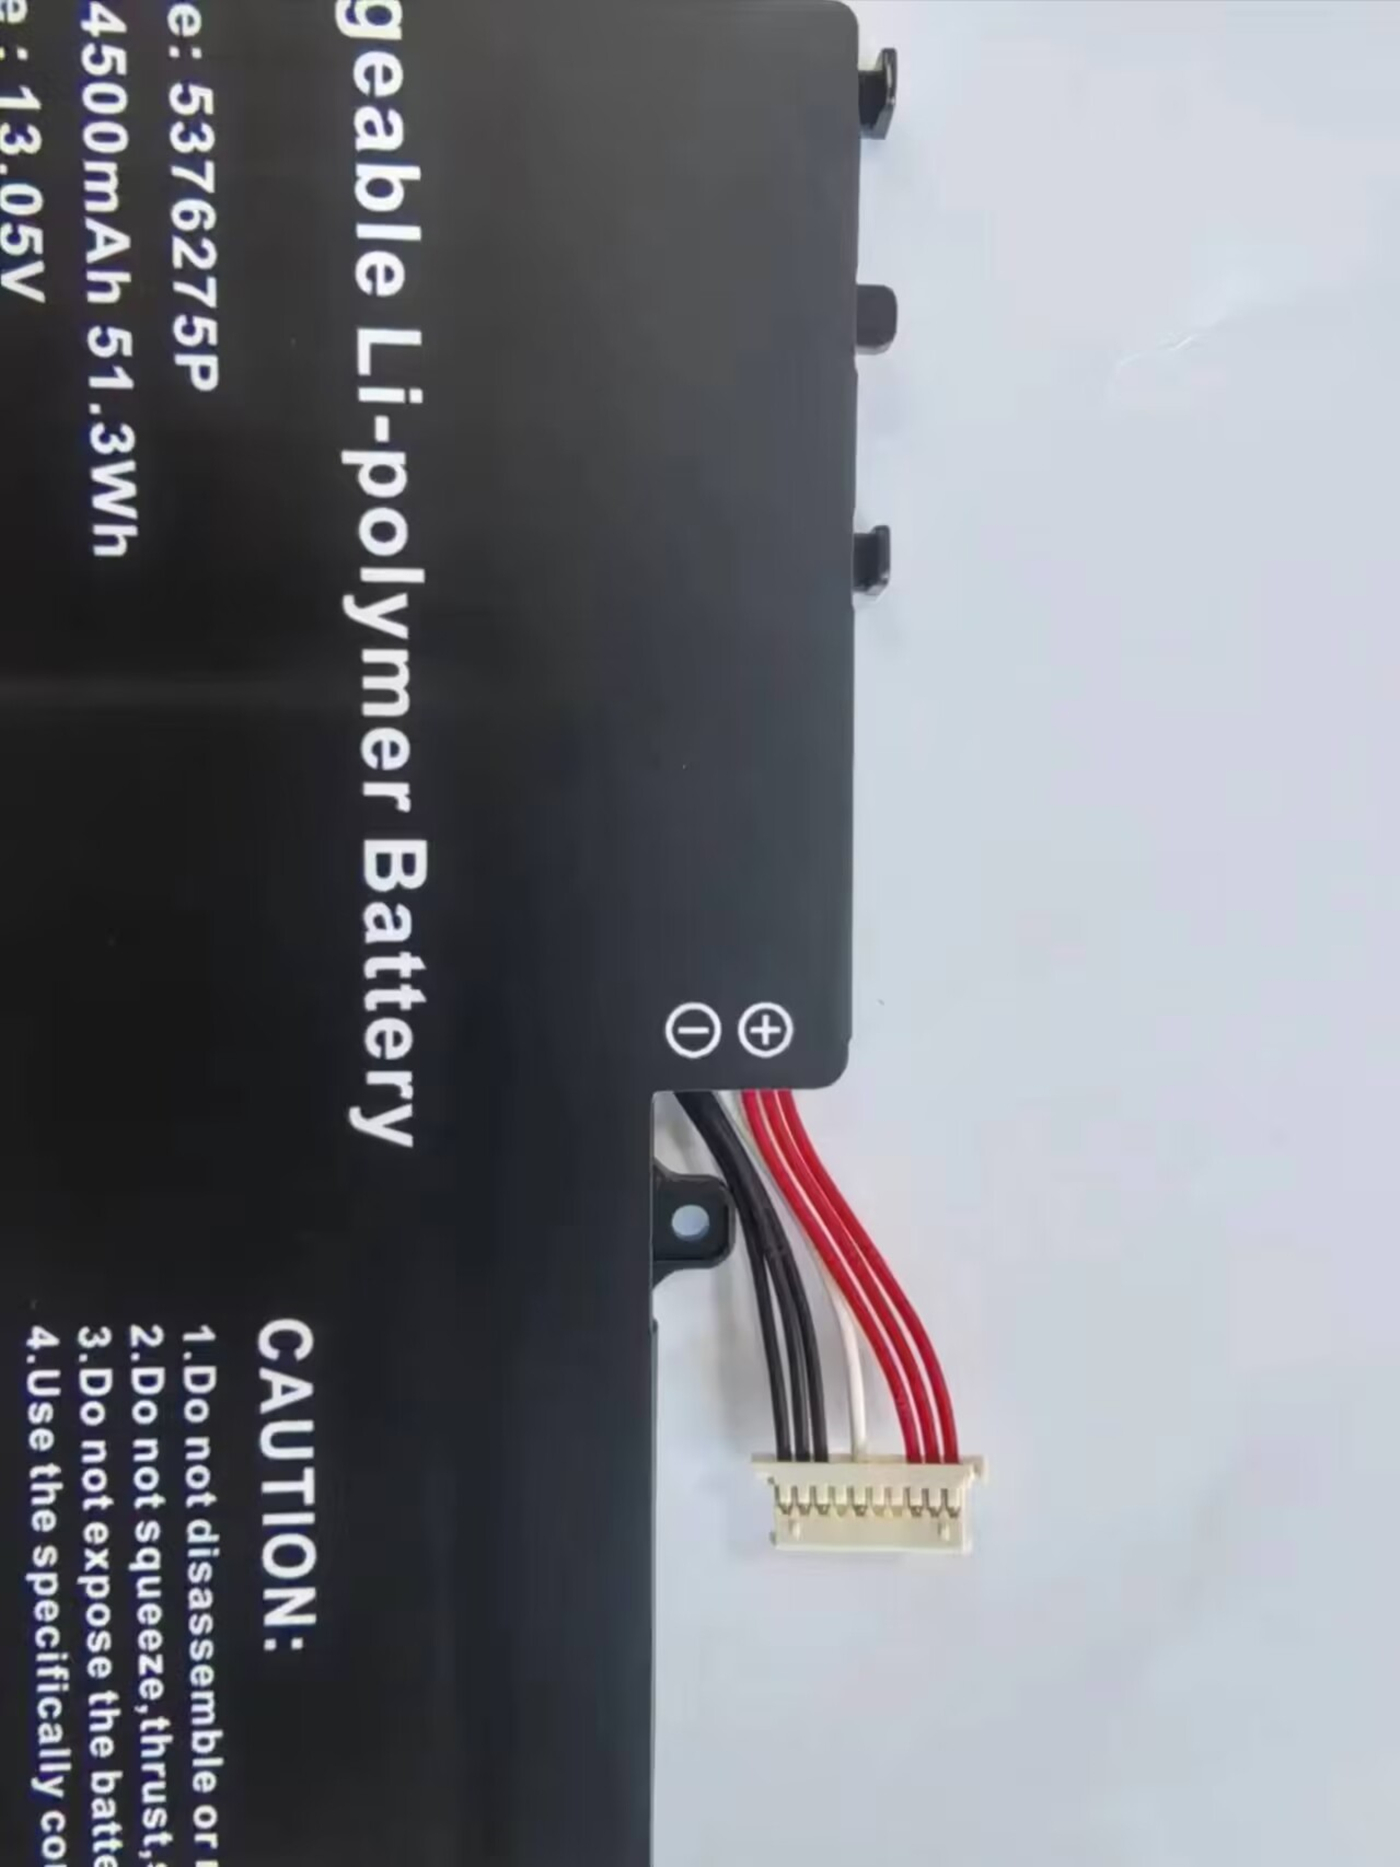 geable Li-polymer Battery
e: 5376275P
4500mAh 51.3Wh
e: 13.05V
⊖ ⊕
CAUTION:
1.Do not disassemble or
2.Do not squeeze,thrust,
3.Do not expose the batte
4.Use the specifically co